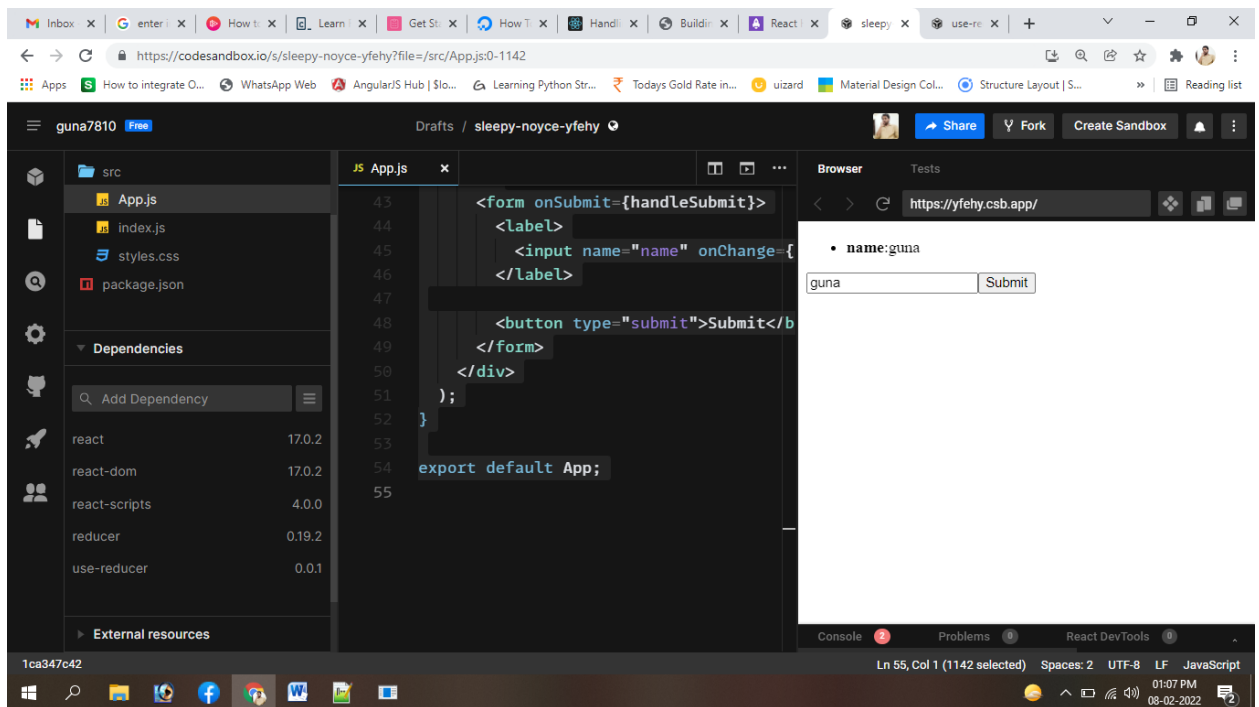 M Inbo
G enter i
How to
Learn
Get St
How T
Handli
Buildin
React
sleepy
use-re
https://codesandbox.io/s/sleepy-noyce-yfehy?file=/src/App.js:0-1142
Apps
S How to integrate O...
WhatsApp Web
AngularJS Hub | $lo...
Learning Python Str...
Todays Gold Rate in...
uizard
Material Design Col...
Structure Layout | S...
»
Reading list
guna7810 Free
Drafts / sleepy-noyce-yfehy
Share
Fork
Create Sandbox
src
JS App.js
index.js
styles.css
package.json
Dependencies
Add Dependency
react 17.0.2
react-dom 17.0.2
react-scripts 4.0.0
reducer 0.19.2
use-reducer 0.0.1
External resources
JS App.js
43 <form onSubmit={handleSubmit}>
44 <label>
45 <input name="name" onChange={
46 </label>
47
48 <button type="submit">Submit</b
49 </form>
50 </div>
51 );
52 }
53
54 export default App;
55
Browser
Tests
https://yfehy.csb.app/
• name:guna
guna
Submit
Console 2
Problems 0
React DevTools 0
1ca347c42
Ln 55, Col 1 (1142 selected)
Spaces: 2
UTF-8
LF
JavaScript
01:07 PM
08-02-2022
2